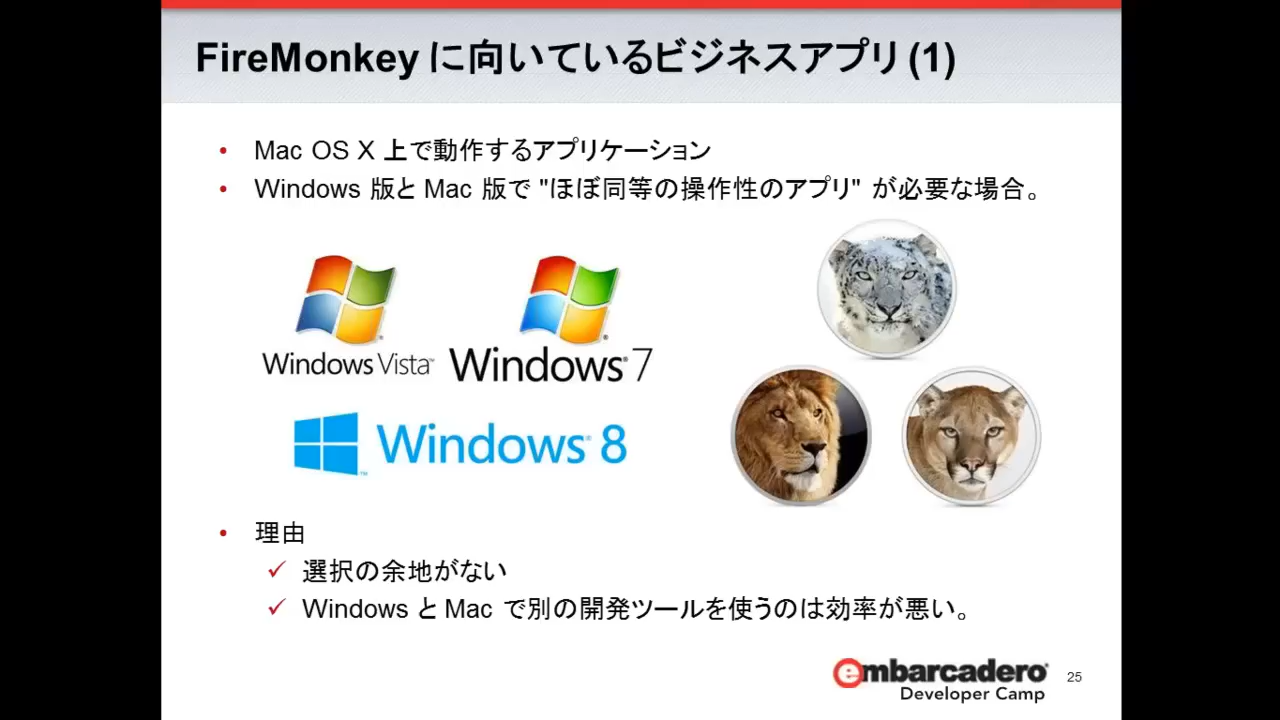 FireMonkey に向いているビジネスアプリ (1)
• Mac OS X 上で動作するアプリケーション
• Windows 版と Mac 版で "ほぼ同等の操作性のアプリ" が必要な場合。
Windows Vista™
Windows® 7
Windows® 8
• 理由
✓ 選択の余地がない
✓ Windows と Mac で別の開発ツールを使うのは効率が悪い。
embarcadero®
Developer Camp
25